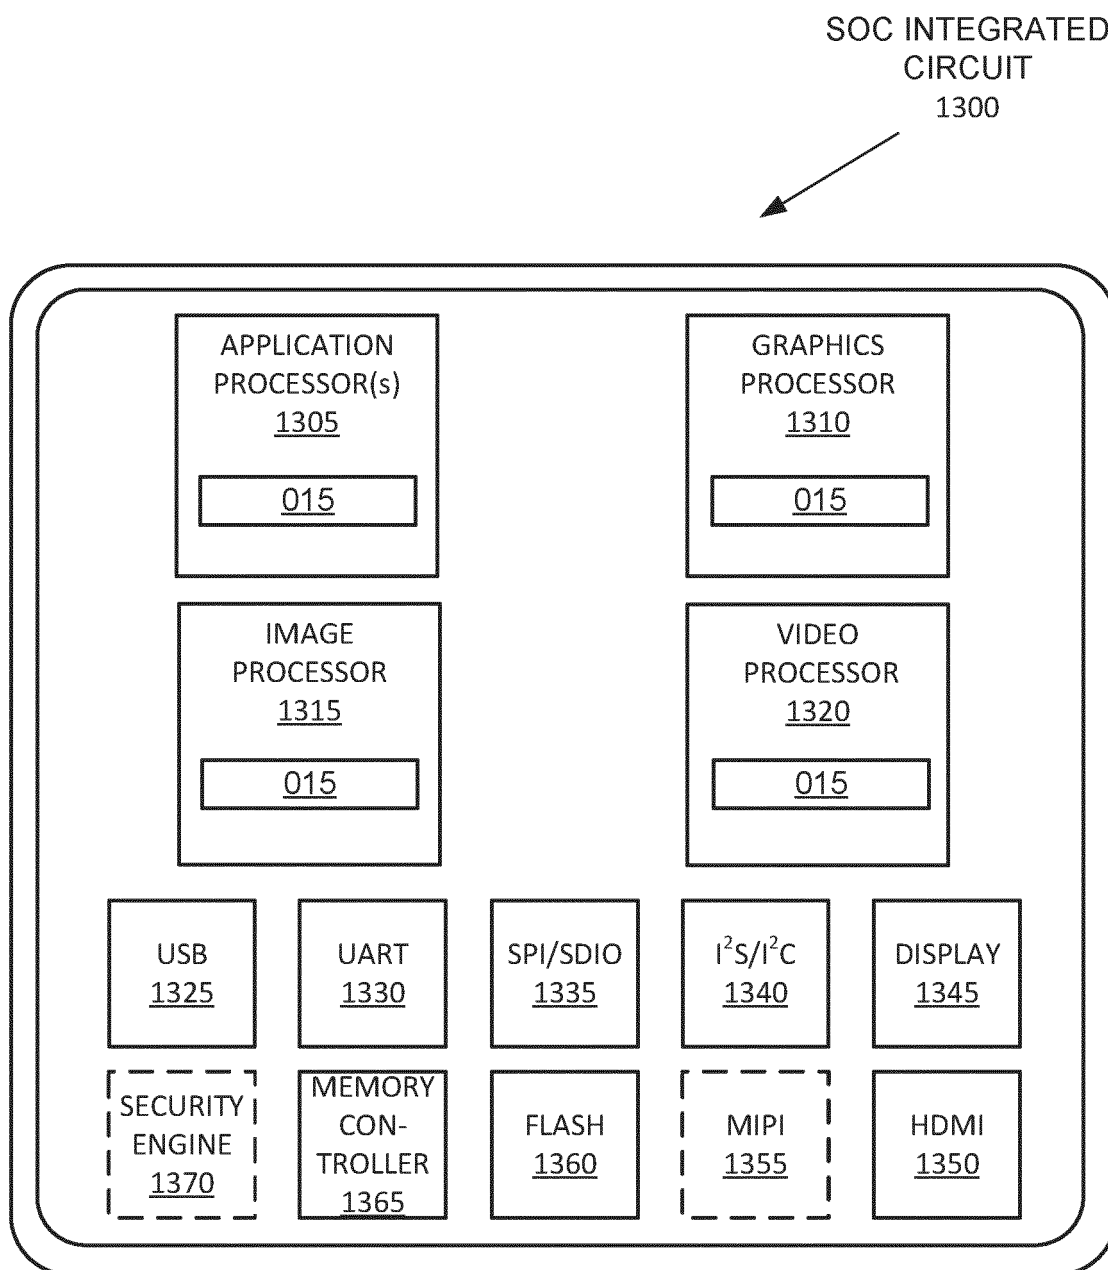 SOC INTEGRATED
CIRCUIT
1300
APPLICATION
PROCESSOR(s)
1305
015
GRAPHICS
PROCESSOR
1310
015
IMAGE
PROCESSOR
1315
015
VIDEO
PROCESSOR
1320
015
USB
1325
UART
1330
SPI/SDIO
1335
I²S/I²C
1340
DISPLAY
1345
SECURITY
ENGINE
1370
MEMORY
CON-
TROLLER
1365
FLASH
1360
MIPI
1355
HDMI
1350